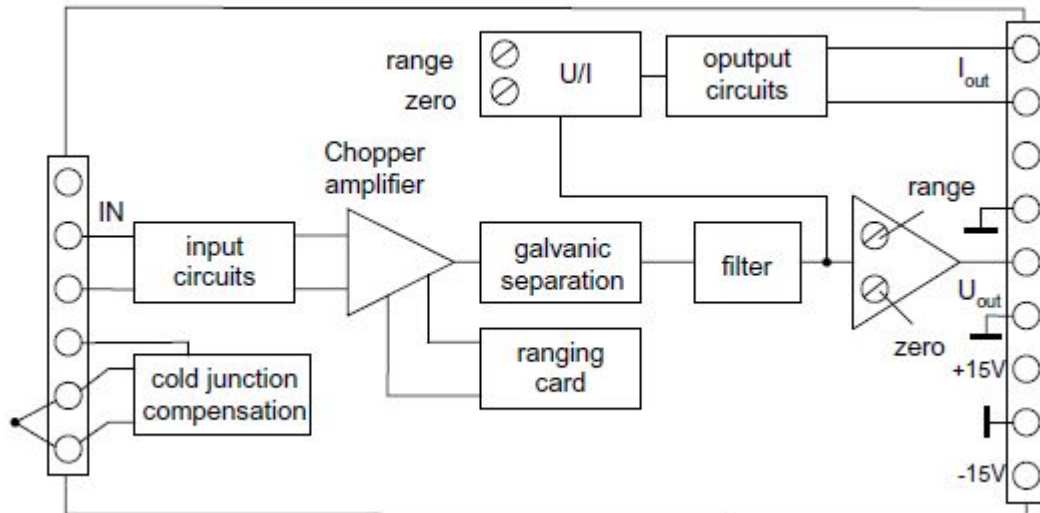 range
zero
U/I
oputput
circuits
I out
Chopper
amplifier
IN
input
circuits
galvanic
separation
filter
range
zero
U out
ranging
card
cold junction
compensation
+15V
-15V